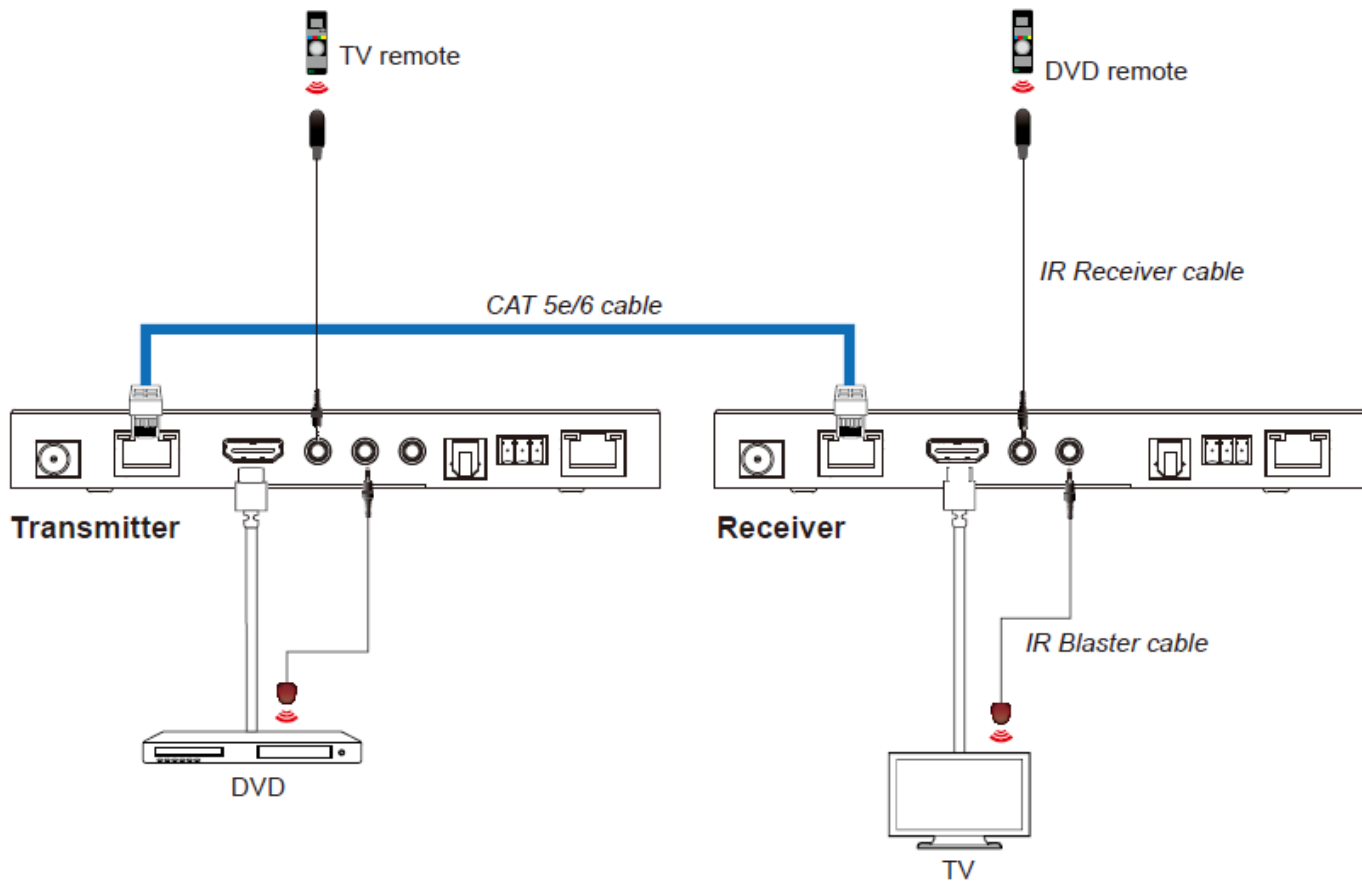 TV remote
DVD remote
IR Receiver cable
CAT 5e/6 cable
Transmitter
Receiver
IR Blaster cable
DVD
TV